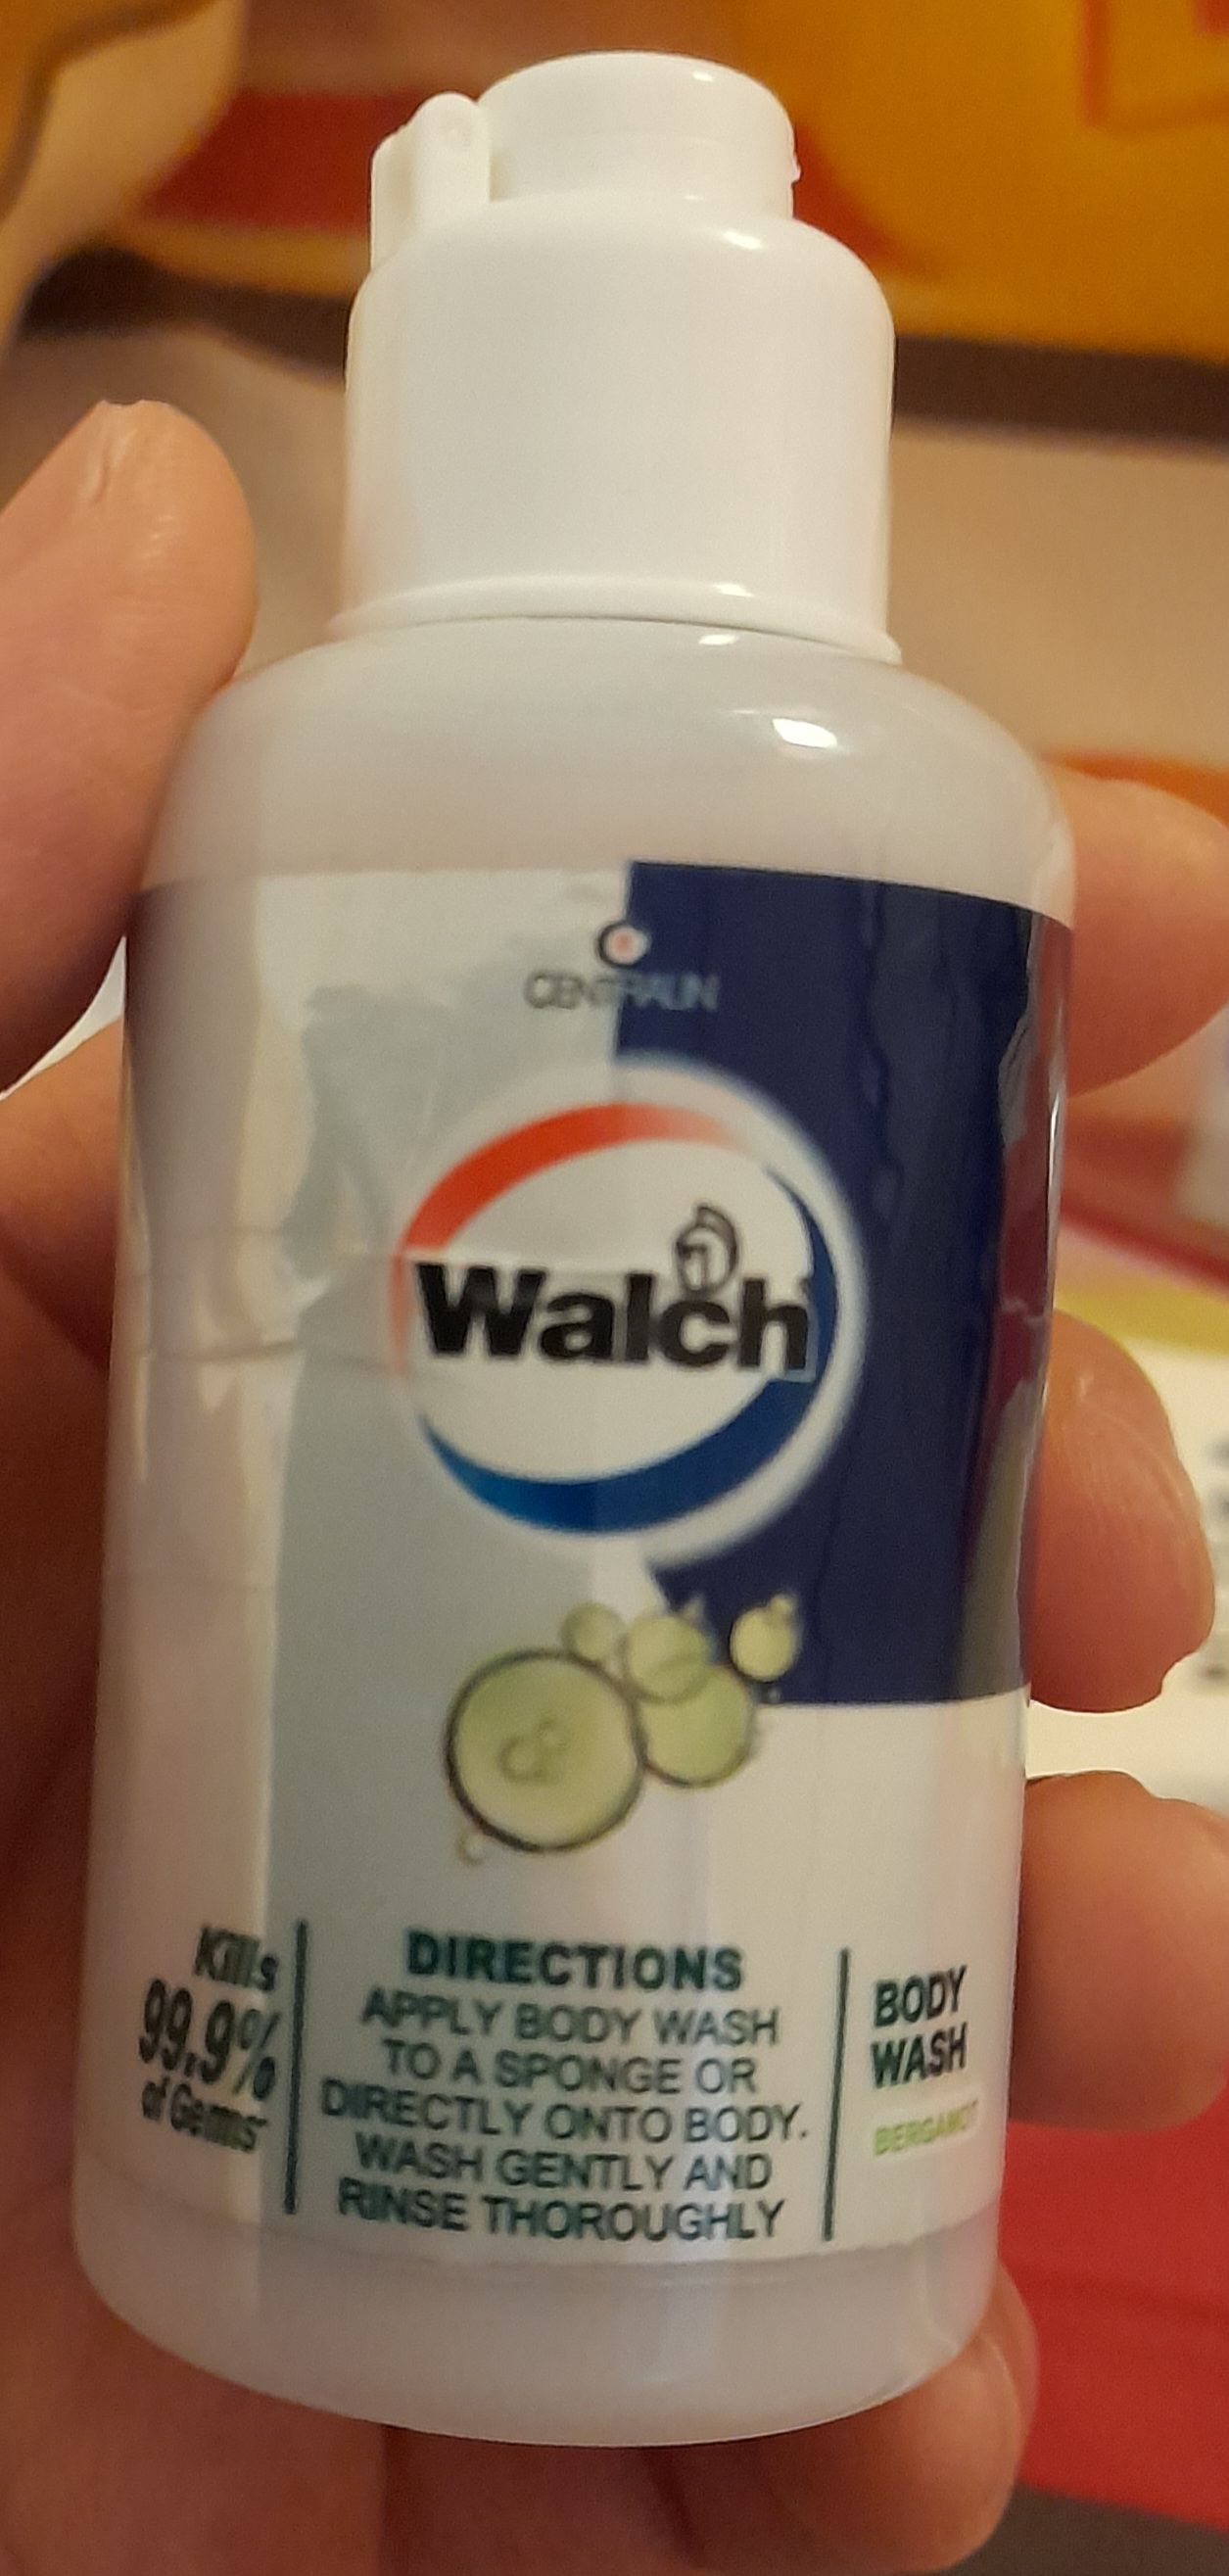 CENTRALIN
Walch
Kills
99.9%
of Germs
DIRECTIONS
APPLY BODY WASH
TO A SPONGE OR
DIRECTLY ONTO BODY.
WASH GENTLY AND
RINSE THOROUGHLY
BODY
WASH
BERGAMOT